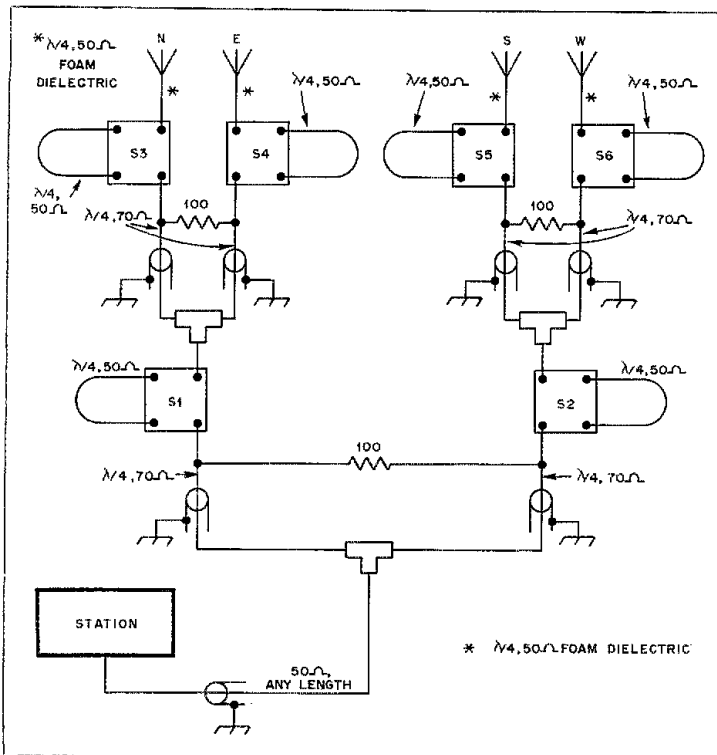 * λ/4,50Ω
FOAM
DIELECTRIC
N
E
S
W
*
*
*
*
λ/4,50Ω
λ/4,50Ω
λ/4,50Ω
S3
S4
S5
S6
λ/4,
50Ω
100
100
λ/4,70Ω
λ/4,70Ω
λ/4,50Ω
λ/4,50Ω
S1
S2
100
λ/4,70Ω
λ/4,70Ω
STATION
50Ω,
ANY LENGTH
* λ/4,50Ω FOAM DIELECTRIC